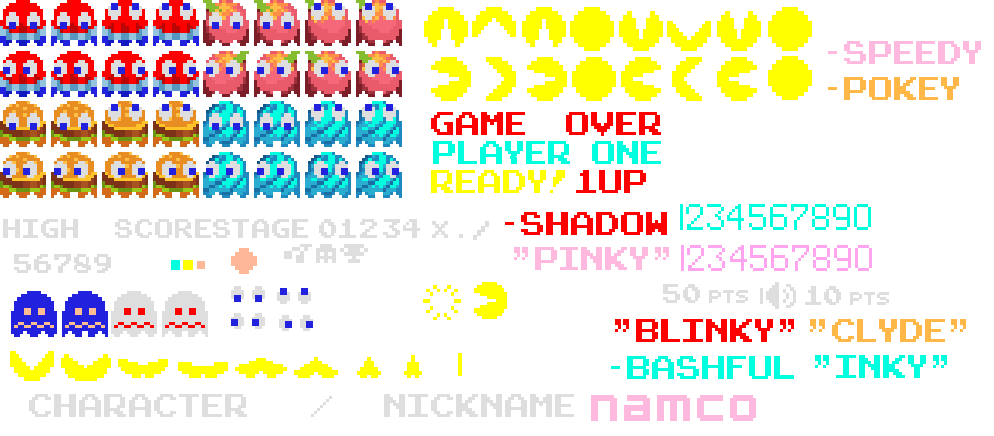 -SPEEDY
-POKEY
GAME OVER
PLAYER ONE
READY! 1UP
HIGH SCORESTAGE 01234 x . /
-SHADOW 1234567890
56789
"PINKY" 1234567890
50 PTS 10 PTS
"BLINKY" "CLYDE"
-BASHFUL "INKY"
CHARACTER / NICKNAME namco